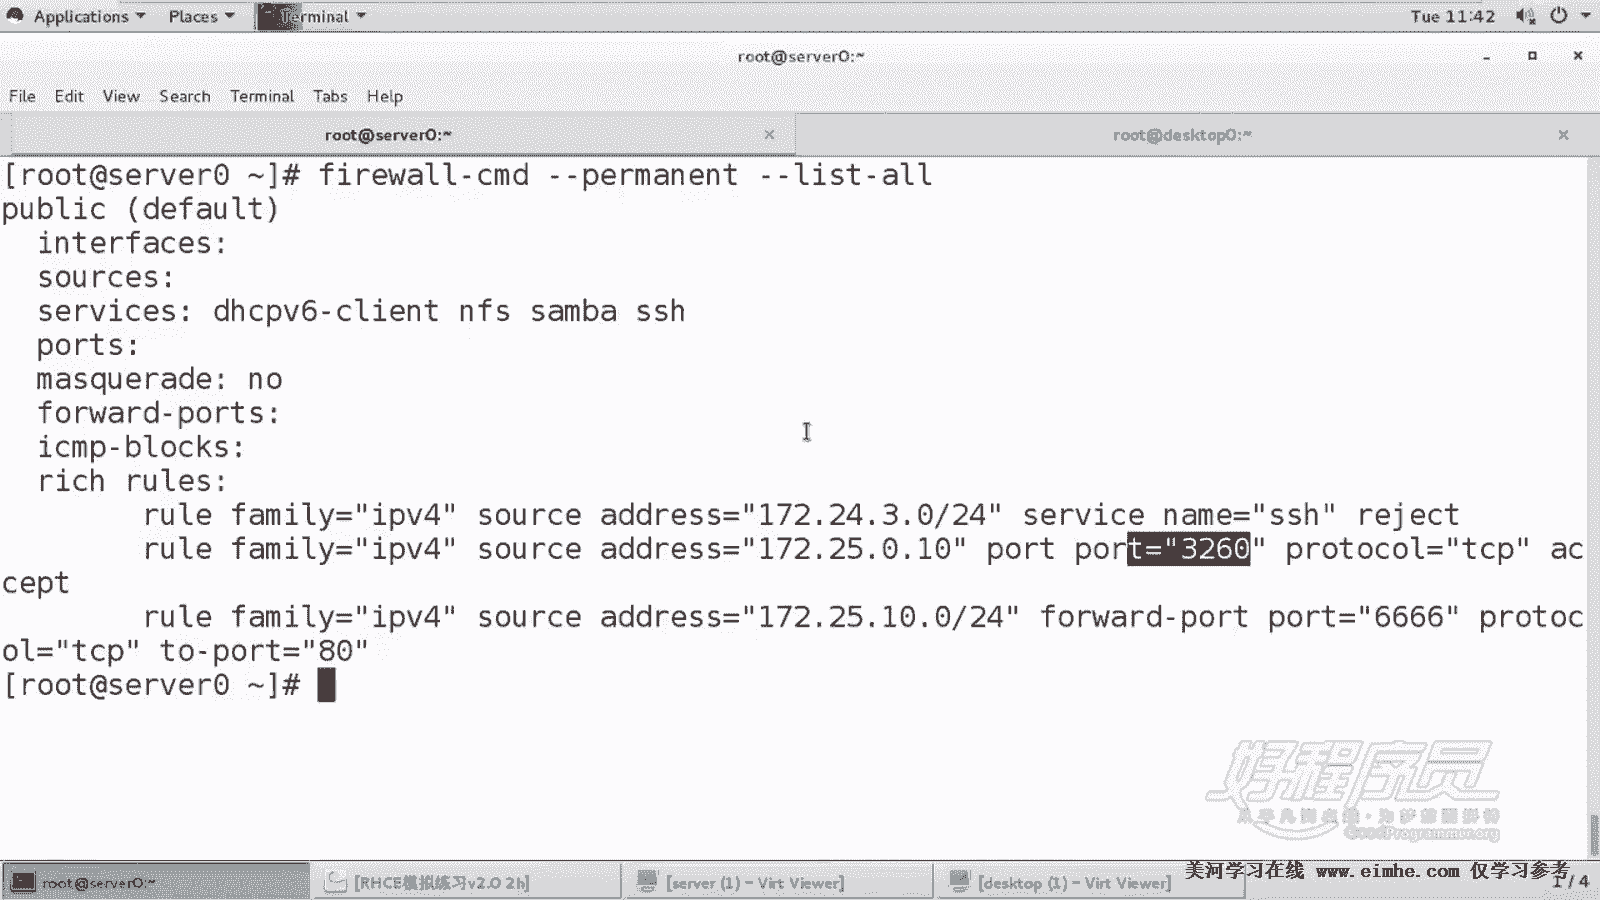 Applications Places Terminal Tue 11:42
root@server0:~
File Edit View Search Terminal Tabs Help
root@server0:~ root@desktop0:~
[root@server0 ~]# firewall-cmd --permanent --list-all
public (default)
  interfaces:
  sources:
  services: dhcpv6-client nfs samba ssh
  ports:
  masquerade: no
  forward-ports:
  icmp-blocks:
  rich rules:
        rule family="ipv4" source address="172.24.3.0/24" service name="ssh" reject
        rule family="ipv4" source address="172.25.0.10" port port="3260" protocol="tcp" ac
cept
        rule family="ipv4" source address="172.25.10.0/24" forward-port port="6666" protoc
ol="tcp" to-port="80"
[root@server0 ~]#
好程序员
GoodProgrammer.org
美河学习在线 www.eimhe.com 仅学习参考
root@server0:~ [RHCE模拟练习v2.0 2h] [server (1) - Virt Viewer] [desktop (1) - Virt Viewer] 1 / 4